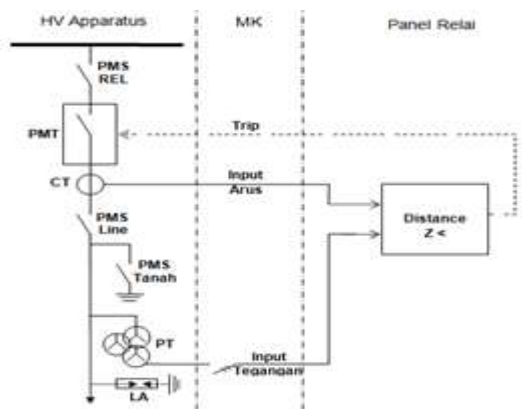 HV Apparatus
MK
Panel Relai
PMS
REL
PMT
Trip
CT
Input
Arus
PMS
Line
Distance
Z <
PMS
Tanah
PT
Input
Tegangan
LA